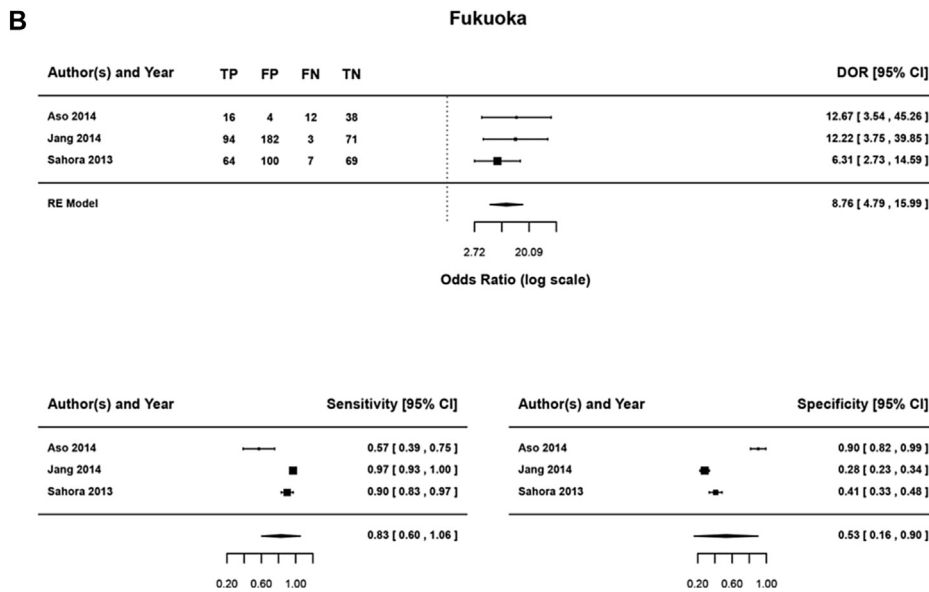 B
Fukuoka
Author(s) and Year TP FP FN TN DOR [95% CI]
Aso 2014 16 4 12 38 12.67 [ 3.54 , 45.26 ]
Jang 2014 94 182 3 71 12.22 [ 3.75 , 39.85 ]
Sahora 2013 64 100 7 69 6.31 [ 2.73 , 14.59 ]
RE Model 8.76 [ 4.79 , 15.99 ]
2.72 20.09
Odds Ratio (log scale)
Author(s) and Year Sensitivity [95% CI]
Aso 2014 0.57 [ 0.39 , 0.75 ]
Jang 2014 0.97 [ 0.93 , 1.00 ]
Sahora 2013 0.90 [ 0.83 , 0.97 ]
0.83 [ 0.60 , 1.06 ]
0.20 0.60 1.00
Author(s) and Year Specificity [95% CI]
Aso 2014 0.90 [ 0.82 , 0.99 ]
Jang 2014 0.28 [ 0.23 , 0.34 ]
Sahora 2013 0.41 [ 0.33 , 0.48 ]
0.53 [ 0.16 , 0.90 ]
0.20 0.60 1.00